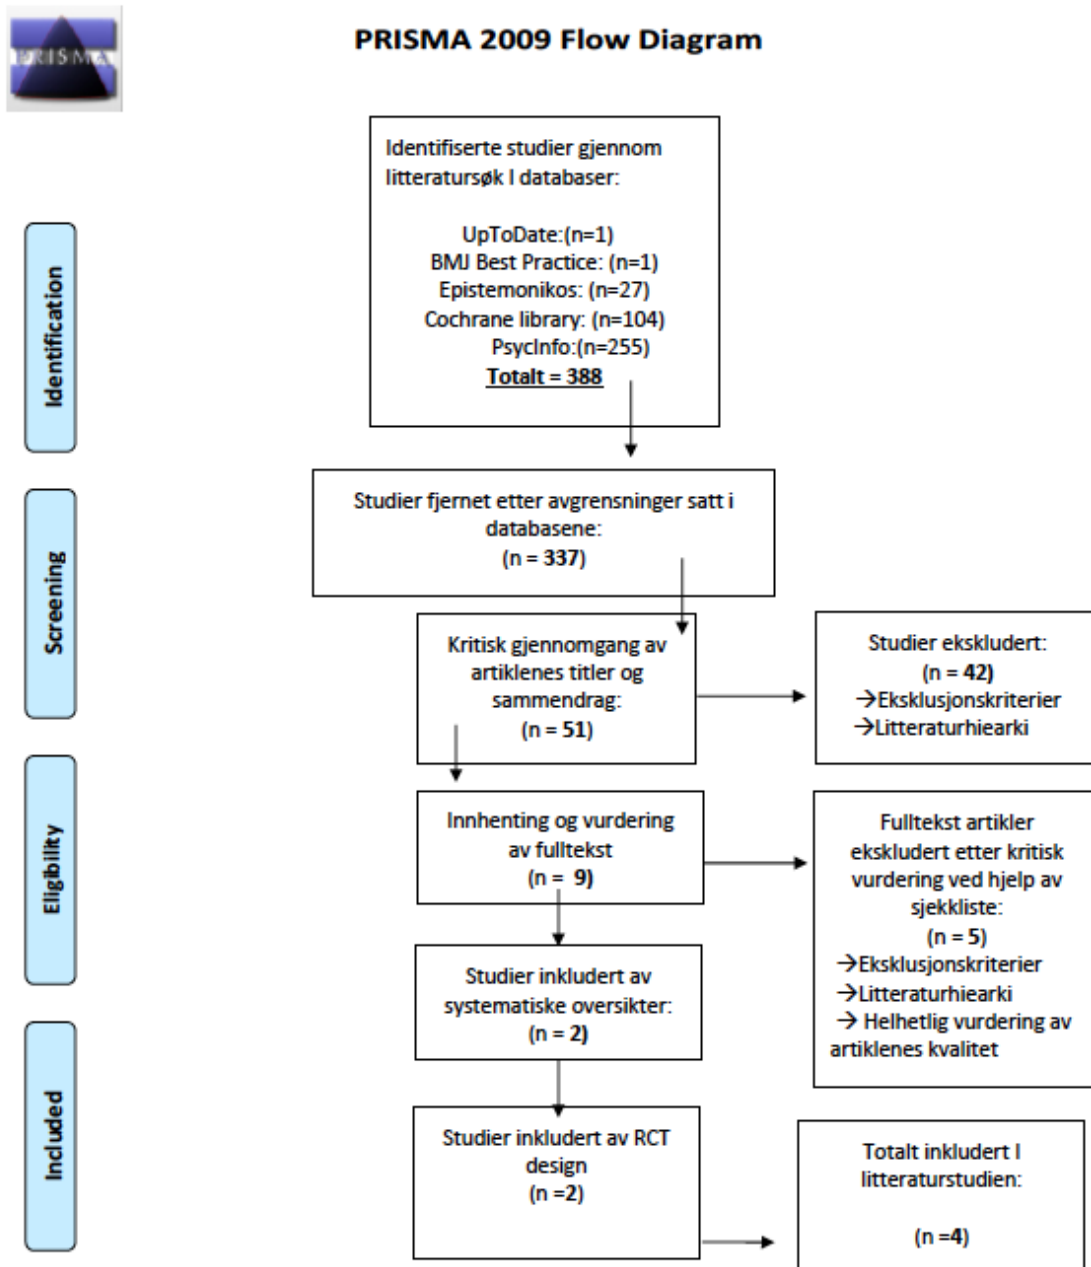 PRISMA
PRISMA 2009 Flow Diagram
Identifiserte studier gjennom
litteratursøk I databaser:
UpToDate:(n=1)
BMJ Best Practice: (n=1)
Epistemonikos: (n=27)
Cochrane library: (n=104)
PsycInfo:(n=255)
Totalt = 388
Identification
Studier fjernet etter avgrensninger satt i
databasene:
(n = 337)
Screening
Kritisk gjennomgang av
artiklenes titler og
sammendrag:
(n = 51)
Studier ekskludert:
(n = 42)
→Eksklusjonskriterier
→Litteraturhiearki
Eligibility
Innhenting og vurdering
av fulltekst
(n = 9)
Fulltekst artikler
ekskludert etter kritisk
vurdering ved hjelp av
sjekkliste:
(n = 5)
→Eksklusjonskriterier
→Litteraturhiearki
→ Helhetlig vurdering av
artiklenes kvalitet
Studier inkludert av
systematiske oversikter:
(n = 2)
Included
Studier inkludert av RCT
design
(n =2)
Totalt inkludert I
litteraturstudien:
(n =4)